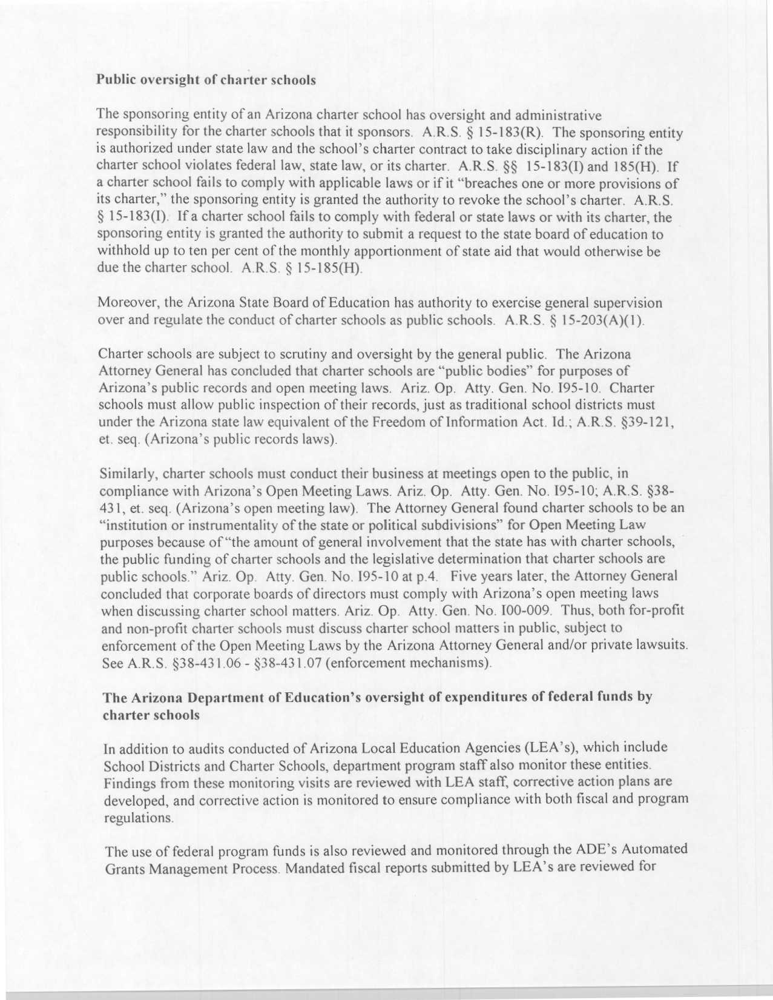 Public oversight of charter schools
The sponsoring entity of an Arizona charter school has oversight and administrative
responsibility for the charter schools that it sponsors. A.R.S. § 15-183(R). The sponsoring entity
is authorized under state law and the school's charter contract to take disciplinary action if the
charter school violates federal law, state law, or its charter. A.R.S. §§ 15-183(I) and 185(H). If
a charter school fails to comply with applicable laws or if it “breaches one or more provisions of
its charter,” the sponsoring entity is granted the authority to revoke the school's charter. A.R.S.
§ 15-183(I). If a charter school fails to comply with federal or state laws or with its charter, the
sponsoring entity is granted the authority to submit a request to the state board of education to
withhold up to ten per cent of the monthly apportionment of state aid that would otherwise be
due the charter school. A.R.S. § 15-185(H).
Moreover, the Arizona State Board of Education has authority to exercise general supervision
over and regulate the conduct of charter schools as public schools. A.R.S. § 15-203(A)(1).
Charter schools are subject to scrutiny and oversight by the general public. The Arizona
Attorney General has concluded that charter schools are “public bodies” for purposes of
Arizona's public records and open meeting laws. Ariz. Op. Atty. Gen. No. I95-10. Charter
schools must allow public inspection of their records, just as traditional school districts must
under the Arizona state law equivalent of the Freedom of Information Act. Id.; A.R.S. §39-121,
et. seq. (Arizona's public records laws).
Similarly, charter schools must conduct their business at meetings open to the public, in
compliance with Arizona's Open Meeting Laws. Ariz. Op. Atty. Gen. No. I95-10; A.R.S. §38-
431, et. seq. (Arizona's open meeting law). The Attorney General found charter schools to be an
“institution or instrumentality of the state or political subdivisions” for Open Meeting Law
purposes because of “the amount of general involvement that the state has with charter schools,
the public funding of charter schools and the legislative determination that charter schools are
public schools.” Ariz. Op. Atty. Gen. No. I95-10 at p.4. Five years later, the Attorney General
concluded that corporate boards of directors must comply with Arizona's open meeting laws
when discussing charter school matters. Ariz. Op. Atty. Gen. No. I00-009. Thus, both for-profit
and non-profit charter schools must discuss charter school matters in public, subject to
enforcement of the Open Meeting Laws by the Arizona Attorney General and/or private lawsuits.
See A.R.S. §38-431.06 - §38-431.07 (enforcement mechanisms).
The Arizona Department of Education's oversight of expenditures of federal funds by
charter schools
In addition to audits conducted of Arizona Local Education Agencies (LEA's), which include
School Districts and Charter Schools, department program staff also monitor these entities.
Findings from these monitoring visits are reviewed with LEA staff, corrective action plans are
developed, and corrective action is monitored to ensure compliance with both fiscal and program
regulations.
The use of federal program funds is also reviewed and monitored through the ADE's Automated
Grants Management Process. Mandated fiscal reports submitted by LEA's are reviewed for